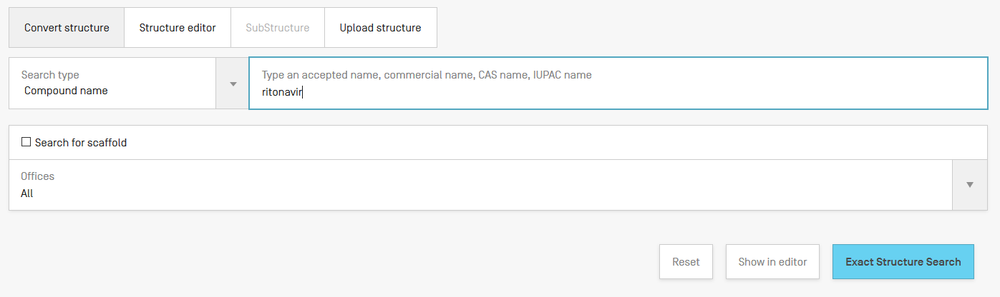 Convert structure
Structure editor
SubStructure
Upload structure
Search type
Compound name
Type an accepted name, commercial name, CAS name, IUPAC name
ritonavir
Search for scaffold
Offices
All
Reset
Show in editor
Exact Structure Search